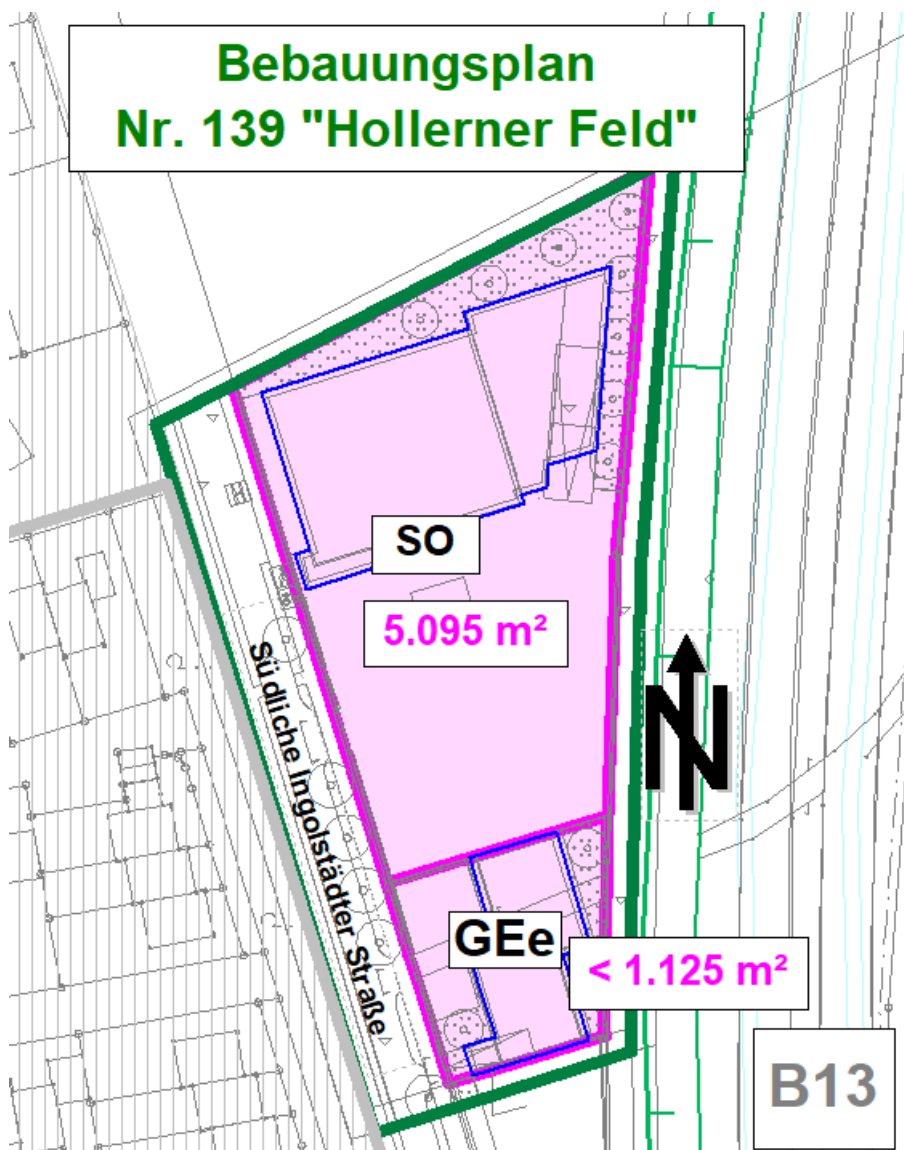 Bebauungsplan
Nr. 139 "Hollerner Feld"
SO
5.095 m²
Südliche Ingolstädter Straße
N
GEe
< 1.125 m²
B13